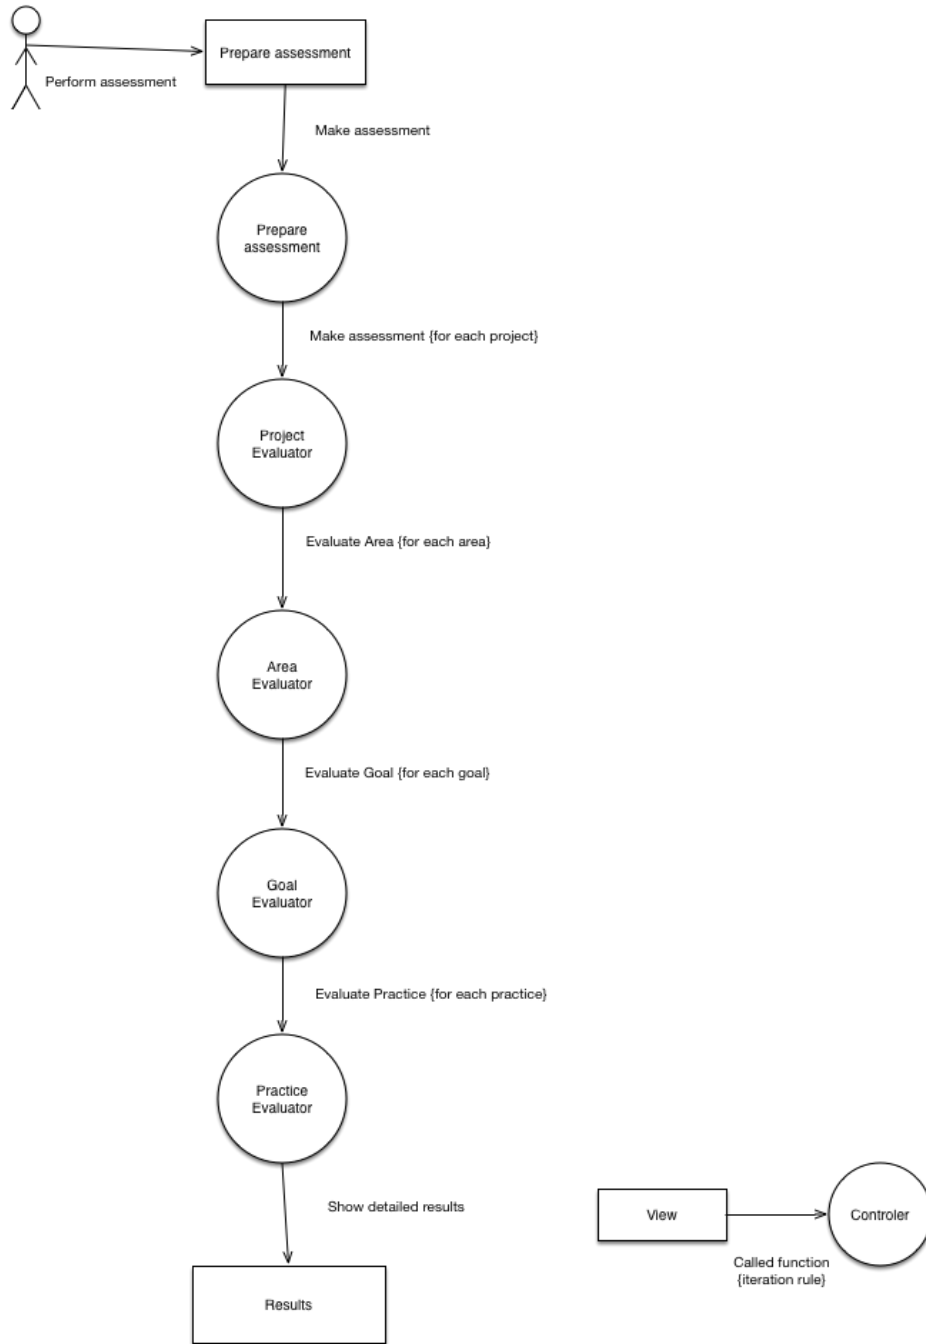 Prepare assessment
Perform assessment
Make assessment
Prepare
assessment
Make assessment {for each project}
Project
Evaluator
Evaluate Area {for each area}
Area
Evaluator
Evaluate Goal {for each goal}
Goal
Evaluator
Evaluate Practice {for each practice}
Practice
Evaluator
Show detailed results
Results
View
Controler
Called function
{iteration rule}